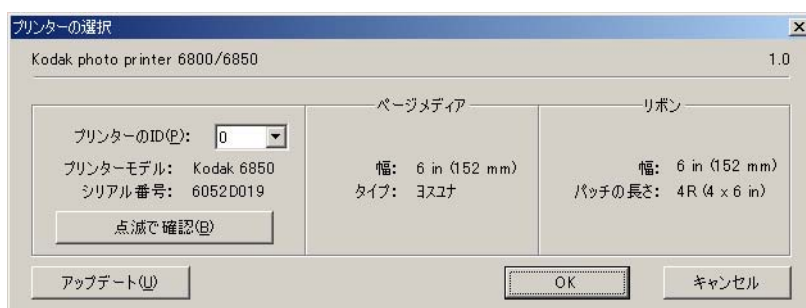 プリンターの選択
Kodak photo printer 6800/6850 1.0
ページメディア リボン
プリンターのID(P): 0
プリンターモデル: Kodak 6850 幅: 6 in (152 mm) 幅: 6 in (152 mm)
シリアル番号: 6052D019 タイプ: ヨスユナ パッチの長さ: 4R (4 x 6 in)
点滅で確認(B)
アップデート(U) OK キャンセル